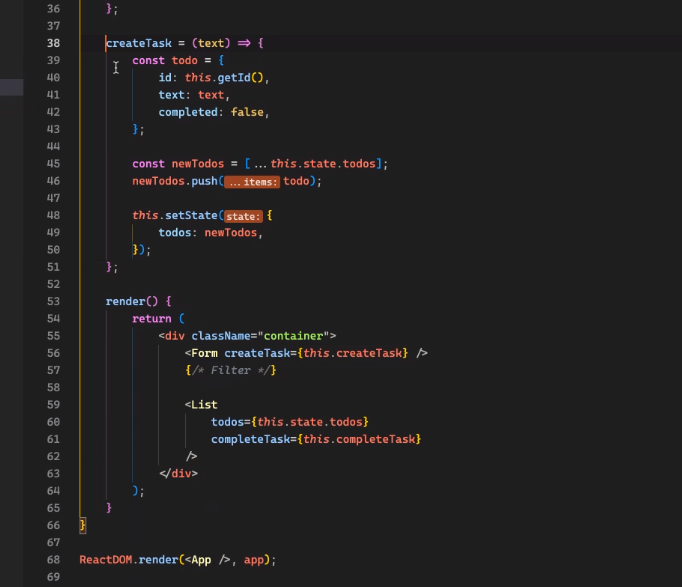 36 };
37
38 createTask = (text) => {
39 const todo = {
40 id: this.getId(),
41 text: text,
42 completed: false,
43 };
44
45 const newTodos = [...this.state.todos];
46 newTodos.push(...items: todo);
47
48 this.setState(state: {
49 todos: newTodos,
50 });
51 };
52
53 render() {
54 return (
55 <div className="container">
56 <Form createTask={this.createTask} />
57 {/* Filter */}
58
59 <List
60 todos={this.state.todos}
61 completeTask={this.completeTask}
62 />
63 </div>
64 );
65 }
66 }
67
68 ReactDOM.render(<App />, app);
69